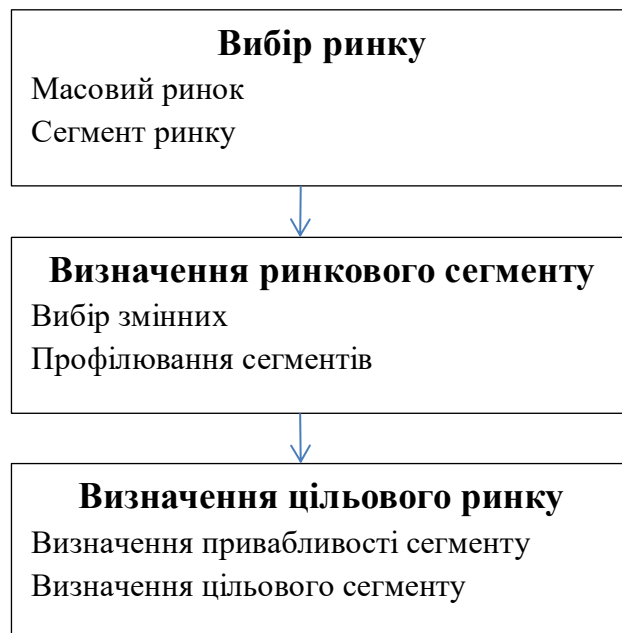 Вибір ринку
Масовий ринок
Сегмент ринку
Визначення ринкового сегменту
Вибір змінних
Профілювання сегментів
Визначення цільового ринку
Визначення привабливості сегменту
Визначення цільового сегменту